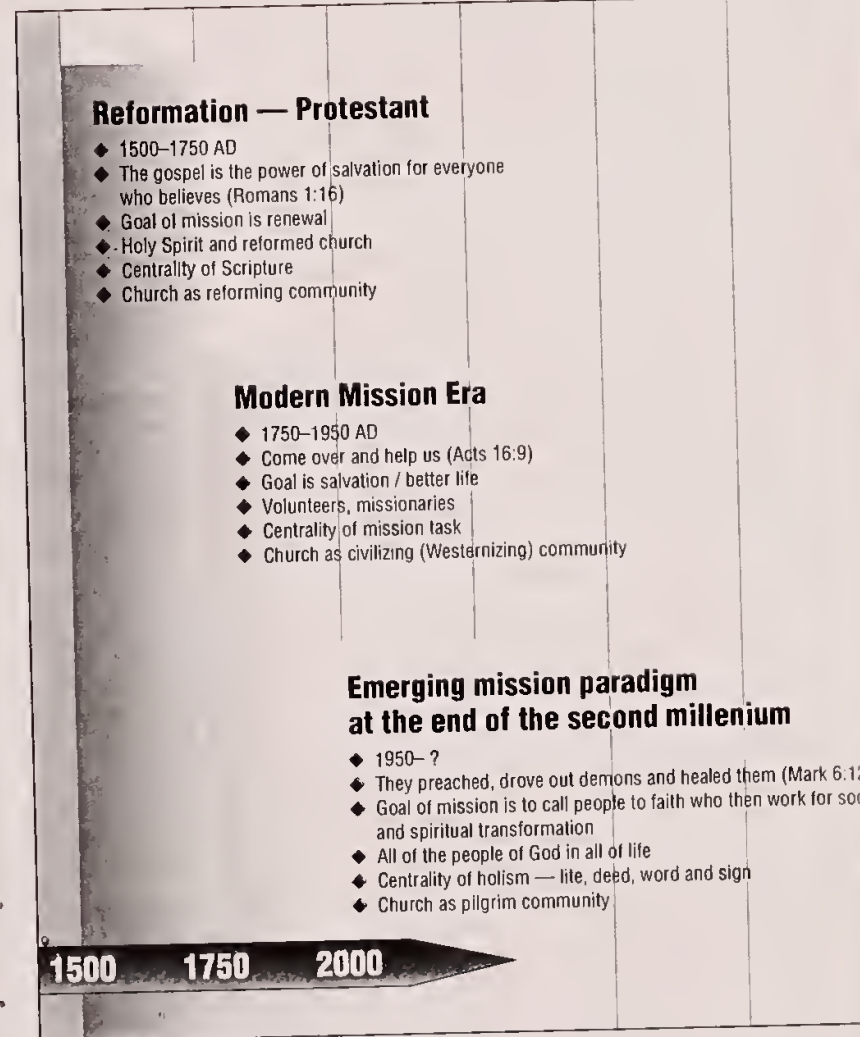 Reformation — Protestant
◆ 1500–1750 AD
◆ The gospel is the power of salvation for everyone
who believes (Romans 1:16)
◆ Goal of mission is renewal
◆ Holy Spirit and reformed church
◆ Centrality of Scripture
◆ Church as reforming community
Modern Mission Era
◆ 1750–1950 AD
◆ Come over and help us (Acts 16:9)
◆ Goal is salvation / better life
◆ Volunteers, missionaries
◆ Centrality of mission task
◆ Church as civilizing (Westernizing) community
Emerging mission paradigm
at the end of the second millenium
◆ 1950– ?
◆ They preached, drove out demons and healed them (Mark 6:12
◆ Goal of mission is to call people to faith who then work for
and spiritual transformation
◆ All of the people of God in all of life
◆ Centrality of holism — life, deed, word and sign
◆ Church as pilgrim community
1500 1750 2000